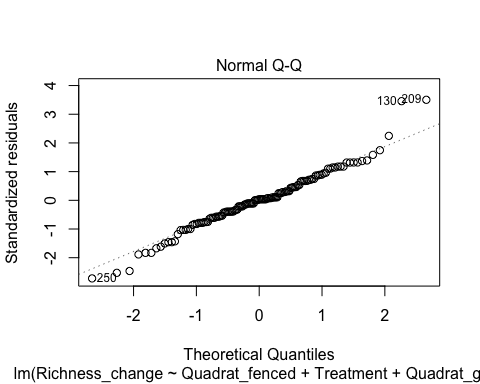 Normal Q-Q
Standardized residuals
4
3
2
1
0
-1
-2
130
209
250
-2 -1 0 1 2
Theoretical Quantiles
lm(Richness_change ~ Quadrat_fenced + Treatment + Quadrat_g